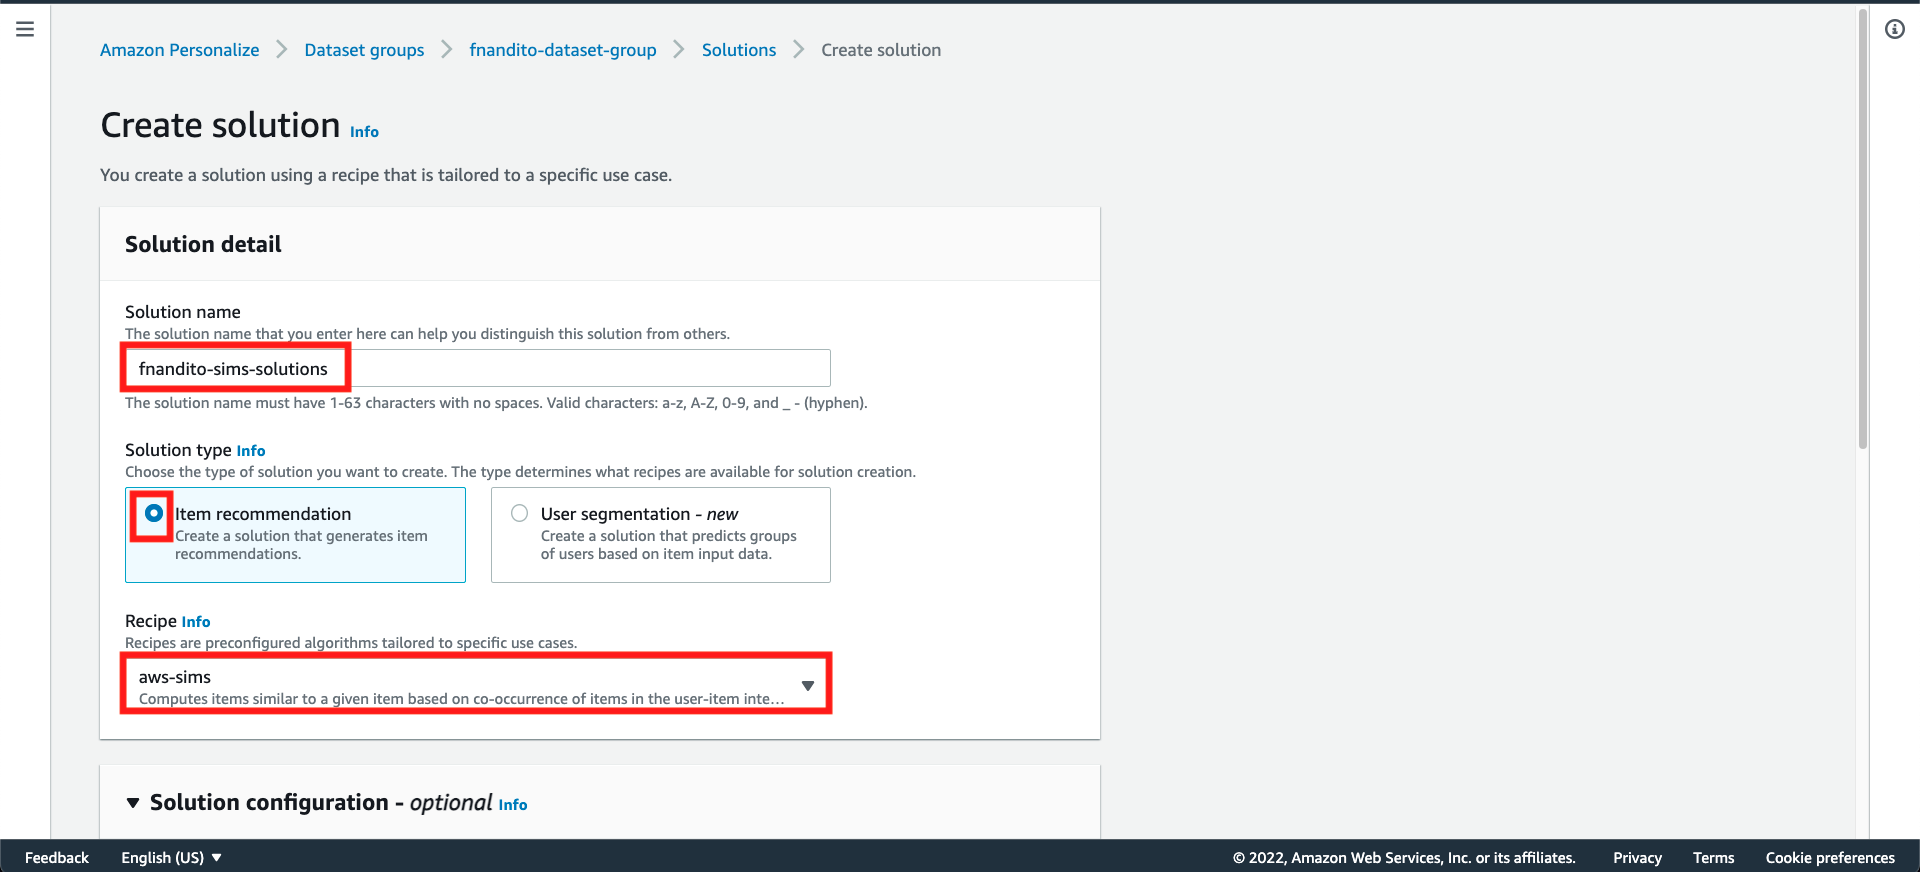 Amazon Personalize > Dataset groups > fnandito-dataset-group > Solutions > Create solution
Create solution Info
You create a solution using a recipe that is tailored to a specific use case.
Solution detail
Solution name
The solution name that you enter here can help you distinguish this solution from others.
fnandito-sims-solutions
The solution name must have 1-63 characters with no spaces. Valid characters: a-z, A-Z, 0-9, and _ - (hyphen).
Solution type Info
Choose the type of solution you want to create. The type determines what recipes are available for solution creation.
Item recommendation
Create a solution that generates item
recommendations.
User segmentation - new
Create a solution that predicts groups
of users based on item input data.
Recipe Info
Recipes are preconfigured algorithms tailored to specific use cases.
aws-sims
Computes items similar to a given item based on co-occurrence of items in the user-item inte...
Solution configuration - optional Info
Feedback English (US) © 2022, Amazon Web Services, Inc. or its affiliates. Privacy Terms Cookie preferences